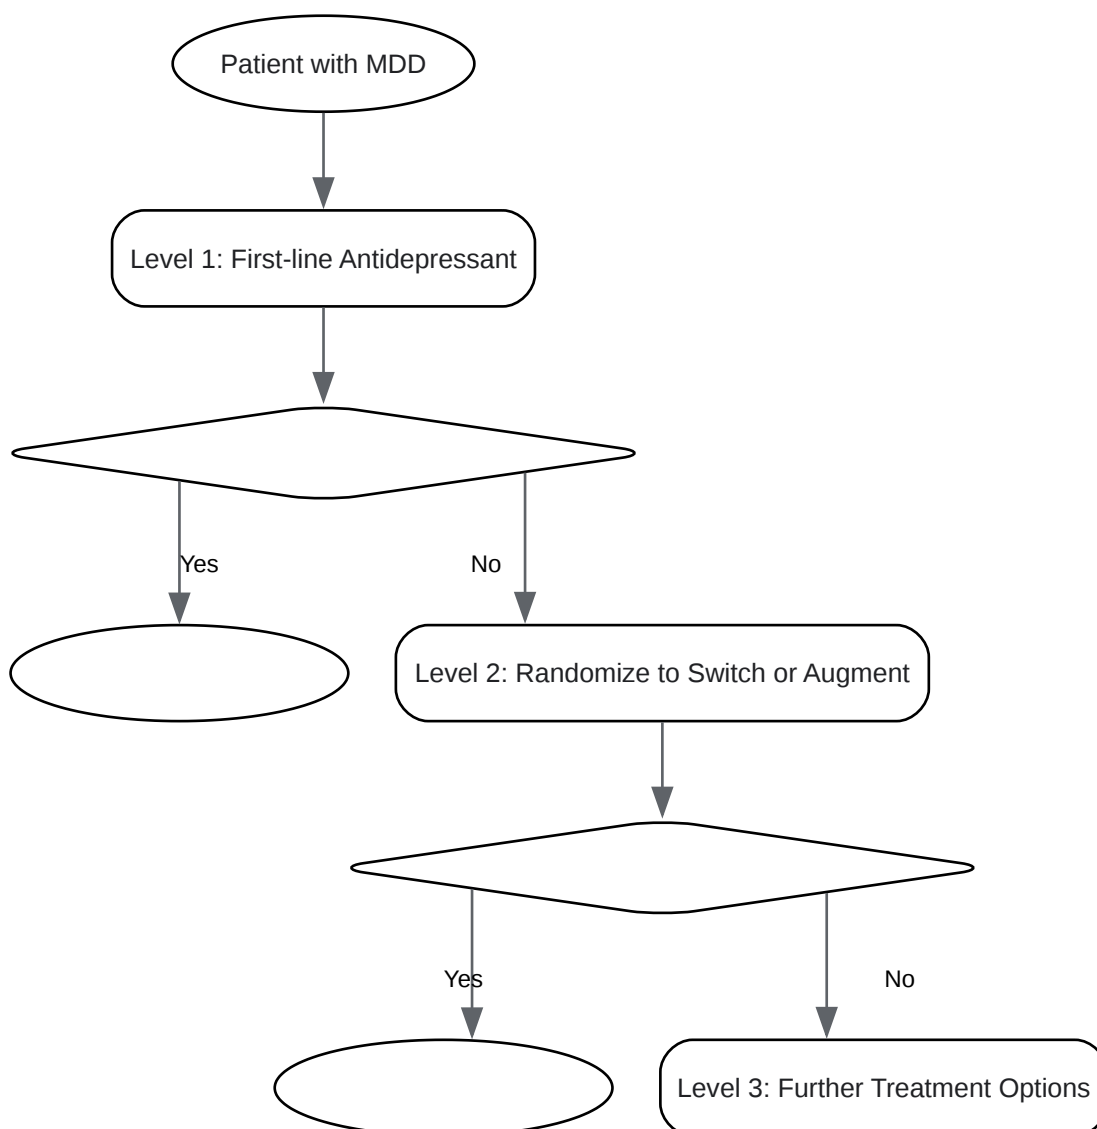 Patient with MDD
Level 1: First-line Antidepressant
Yes
No
Level 2: Randomize to Switch or Augment
Yes
No
Level 3: Further Treatment Options